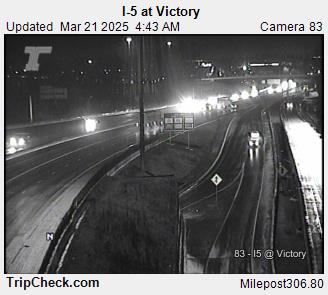 I-5 at Victory
Updated Mar 21 2025 4:43 AM Camera 83
T
N
83 - I5 @ Victory
TripCheck.com Milepost306.80